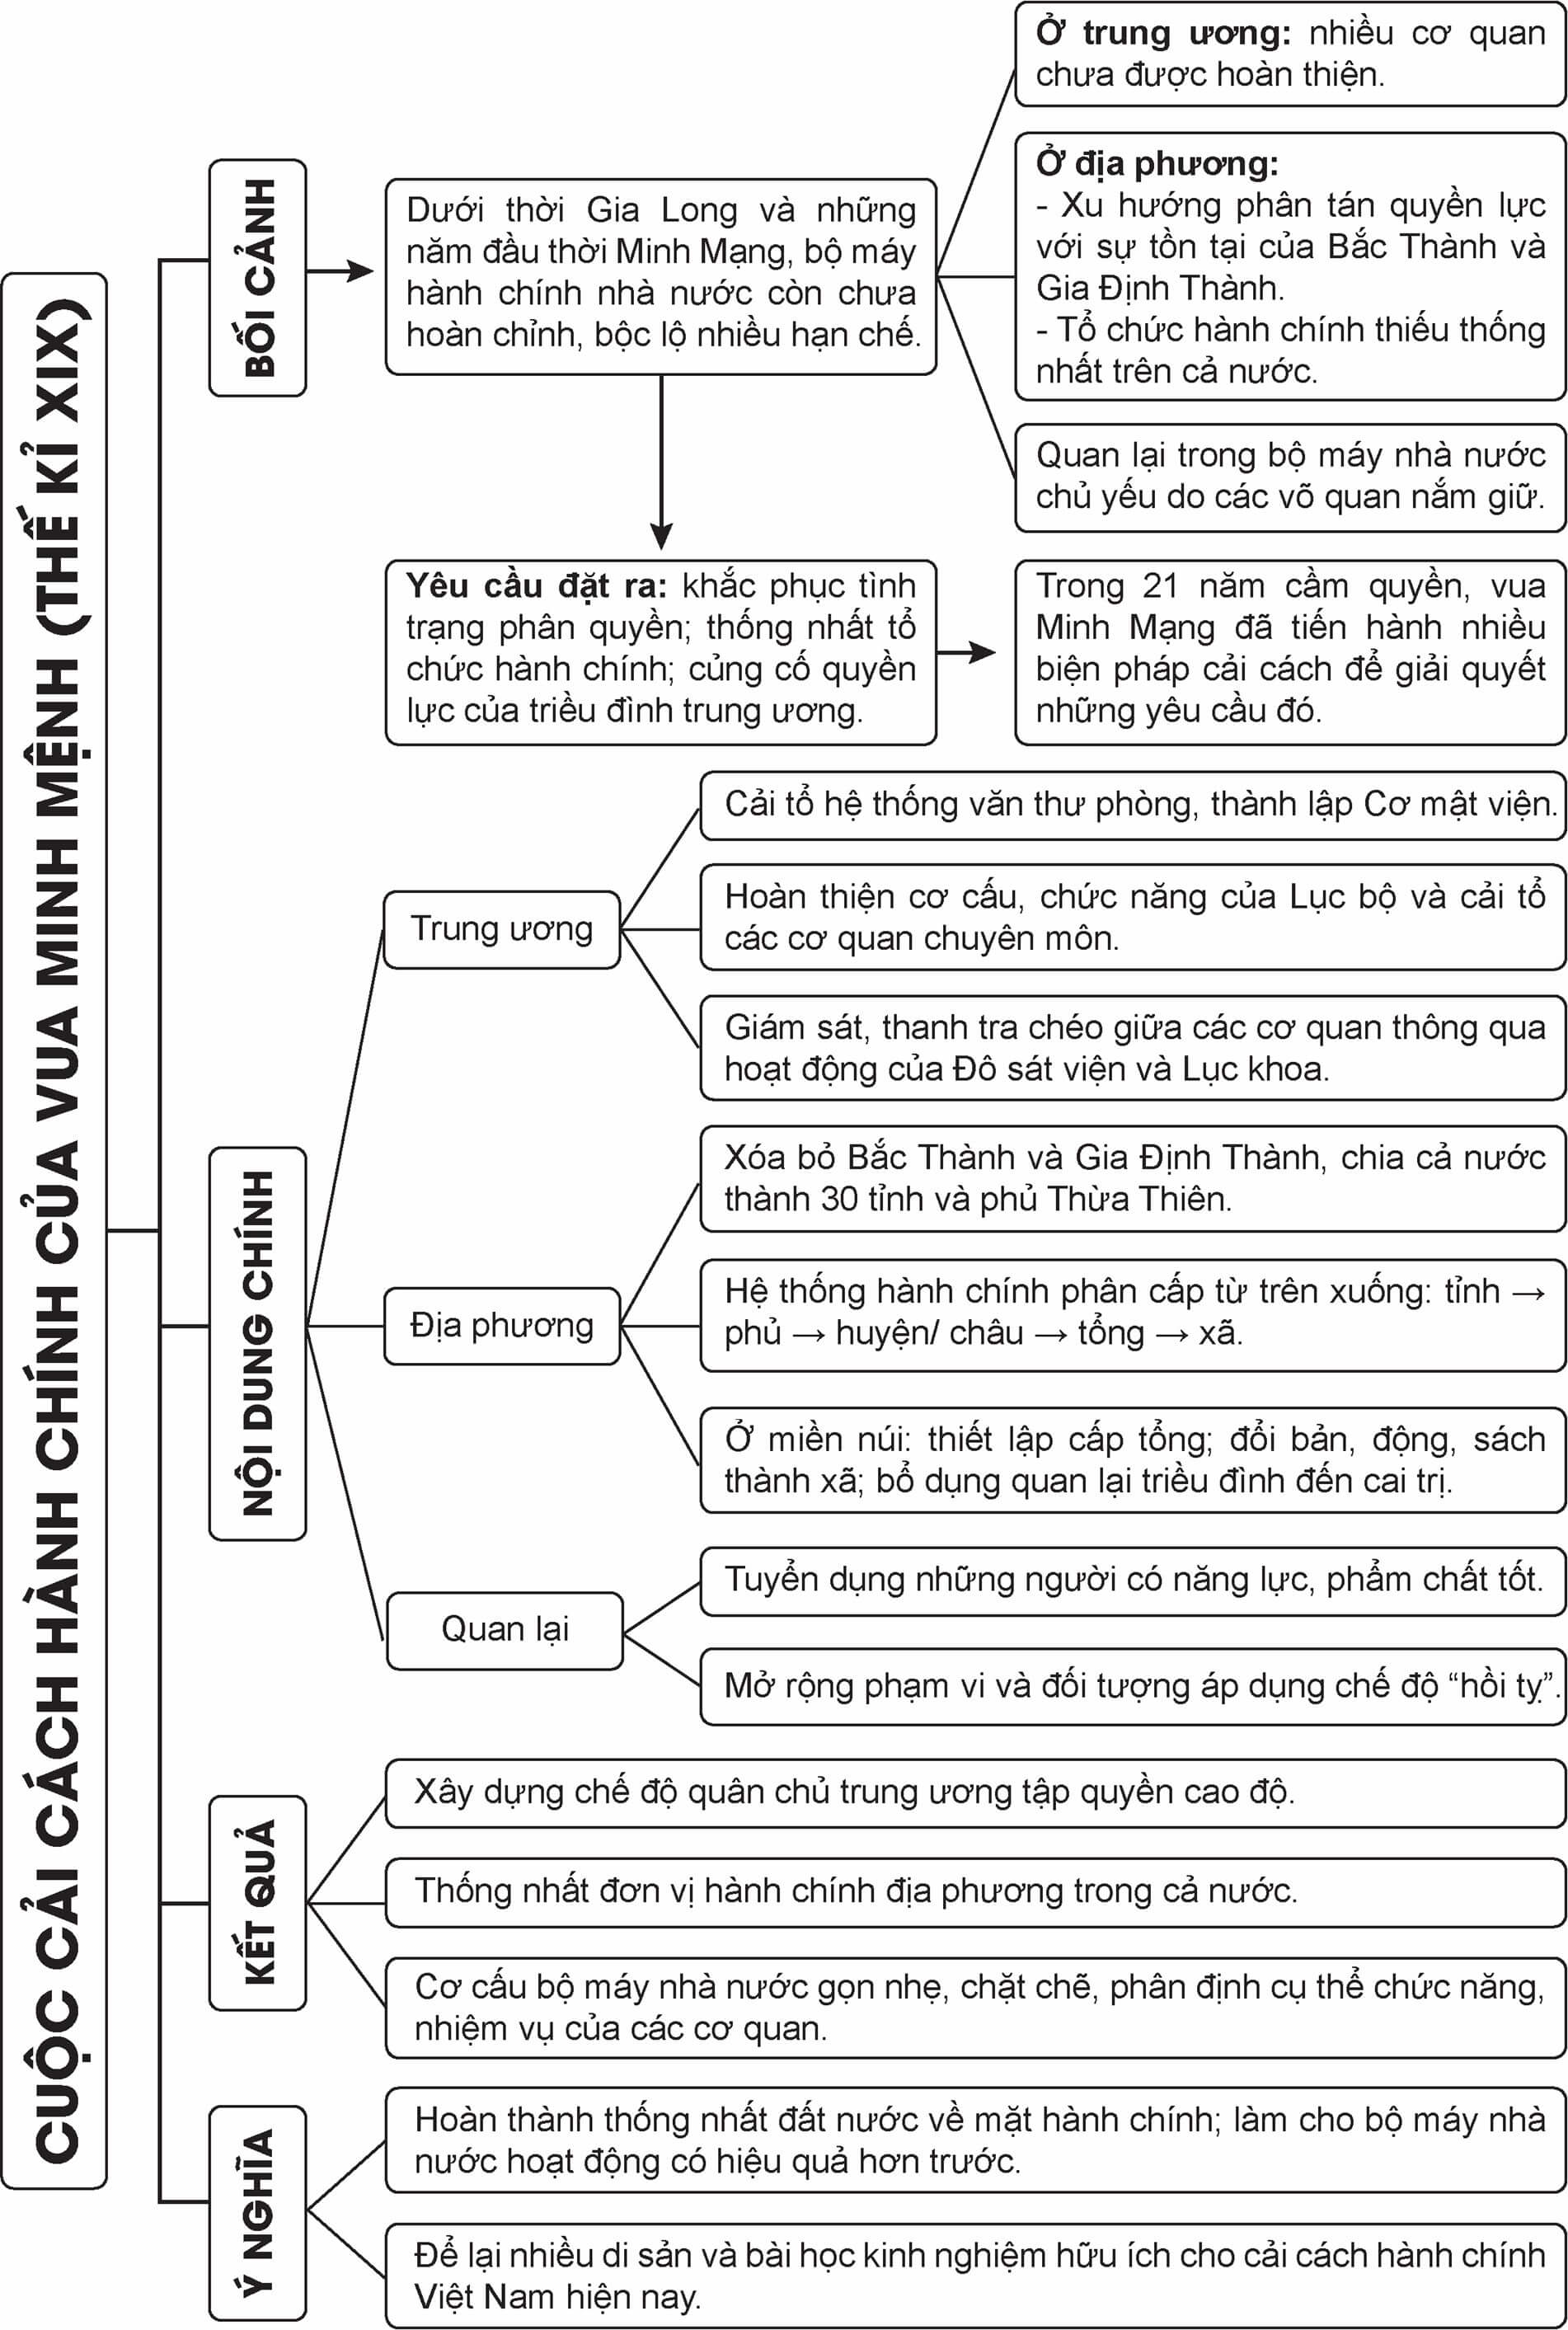 CUỘC CẢI CÁCH HÀNH CHÍNH CỦA VUA MINH MỆNH (THẾ KỈ XIX)
BỐI CẢNH
Dưới thời Gia Long và những
năm đầu thời Minh Mạng, bộ máy
hành chính nhà nước còn chưa
hoàn chỉnh, bộc lộ nhiều hạn chế.
Ở trung ương: nhiều cơ quan
chưa được hoàn thiện.
Ở địa phương:
- Xu hướng phân tán quyền lực
với sự tồn tại của Bắc Thành và
Gia Định Thành.
- Tổ chức hành chính thiếu thống
nhất trên cả nước.
Quan lại trong bộ máy nhà nước
chủ yếu do các võ quan nắm giữ.
Yêu cầu đặt ra: khắc phục tình
trạng phân quyền; thống nhất tổ
chức hành chính; củng cố quyền
lực của triều đình trung ương.
Trong 21 năm cầm quyền, vua
Minh Mạng đã tiến hành nhiều
biện pháp cải cách để giải quyết
những yêu cầu đó.
NỘI DUNG CHÍNH
Trung ương
Cải tổ hệ thống văn thư phòng, thành lập Cơ mật viện.
Hoàn thiện cơ cấu, chức năng của Lục bộ và cải tổ
các cơ quan chuyên môn.
Giám sát, thanh tra chéo giữa các cơ quan thông qua
hoạt động của Đô sát viện và Lục khoa.
Địa phương
Xóa bỏ Bắc Thành và Gia Định Thành, chia cả nước
thành 30 tỉnh và phủ Thừa Thiên.
Hệ thống hành chính phân cấp từ trên xuống: tỉnh →
phủ → huyện/ châu → tổng → xã.
Ở miền núi: thiết lập cấp tổng; đổi bản, động, sách
thành xã; bổ dụng quan lại triều đình đến cai trị.
Quan lại
Tuyển dụng những người có năng lực, phẩm chất tốt.
Mở rộng phạm vi và đối tượng áp dụng chế độ “hồi tỵ”.
KẾT QUẢ
Xây dựng chế độ quân chủ trung ương tập quyền cao độ.
Thống nhất đơn vị hành chính địa phương trong cả nước.
Cơ cấu bộ máy nhà nước gọn nhẹ, chặt chẽ, phân định cụ thể chức năng,
nhiệm vụ của các cơ quan.
Ý NGHĨA
Hoàn thành thống nhất đất nước về mặt hành chính; làm cho bộ máy nhà
nước hoạt động có hiệu quả hơn trước.
Để lại nhiều di sản và bài học kinh nghiệm hữu ích cho cải cách hành chính
Việt Nam hiện nay.